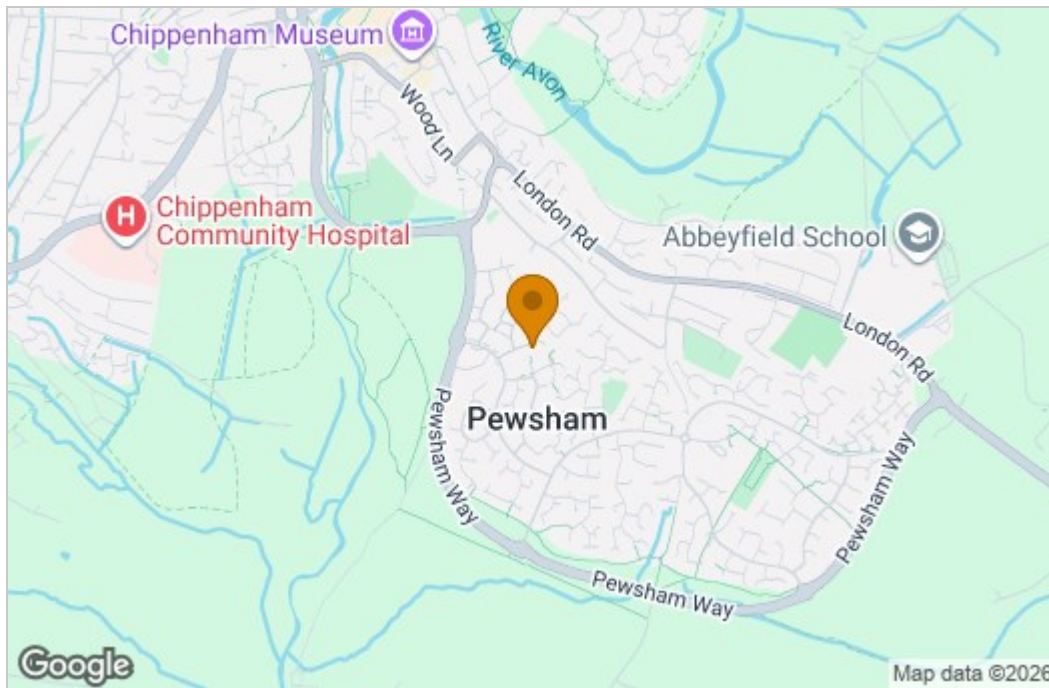 Chippenham Museum
River Avon
Wood Ln
London Rd
H
Chippenham
Community Hospital
Abbeyfield School
London Rd
Pewsham
Pewsham Way
Pewsham Way
Pewsham Way
Google
Map data ©2026